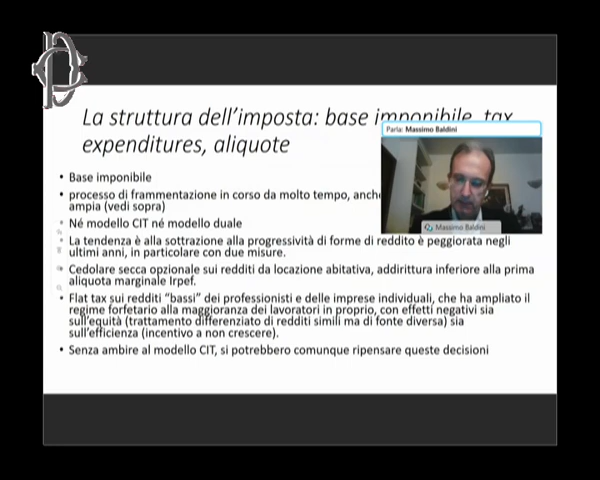 La struttura dell'imposta: base imponibile, tax
expenditures, aliquote
Parla: Massimo Baldini
• Base imponibile
• processo di frammentazione in corso da molto tempo, anche
ampia (vedi sopra)
Massimo Baldini
• Né modello CIT né modello duale
• La tendenza è alla sottrazione alla progressività di forme di reddito è peggiorata negli
ultimi anni, in particolare con due misure.
• Cedolare secca opzionale sui redditi da locazione abitativa, addirittura inferiore alla prima
aliquota marginale Irpef.
• Flat tax sui redditi "bassi" dei professionisti e delle imprese individuali, che ha ampliato il
regime forfetario alla maggioranza dei lavoratori in proprio, con effetti negativi sia
sull'equità (trattamento differenziato di redditi simili ma di fonte diversa) sia
sull'efficienza (incentivo a non crescere).
• Senza ambire al modello CIT, si potrebbero comunque ripensare queste decisioni